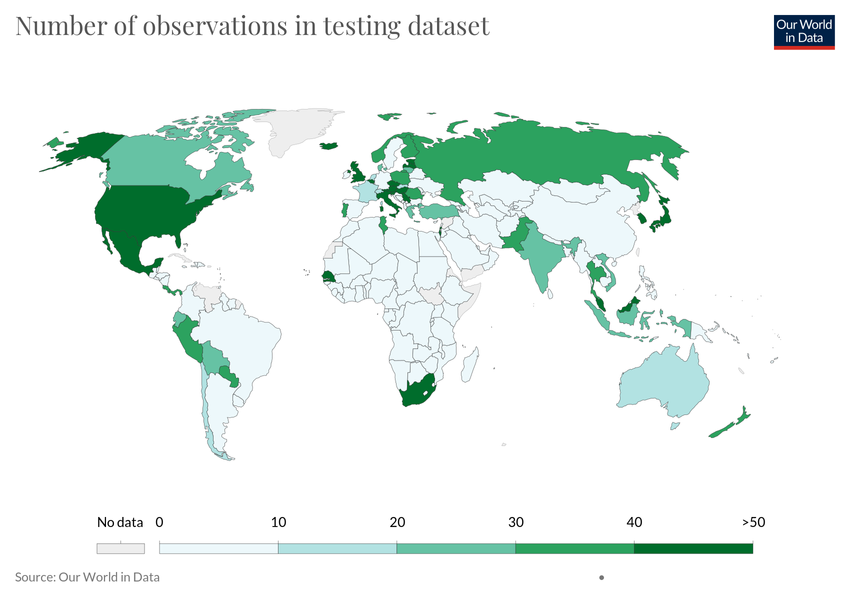 Number of observations in testing dataset
Our World
in Data
No data 0 10 20 30 40 >50
Source: Our World in Data